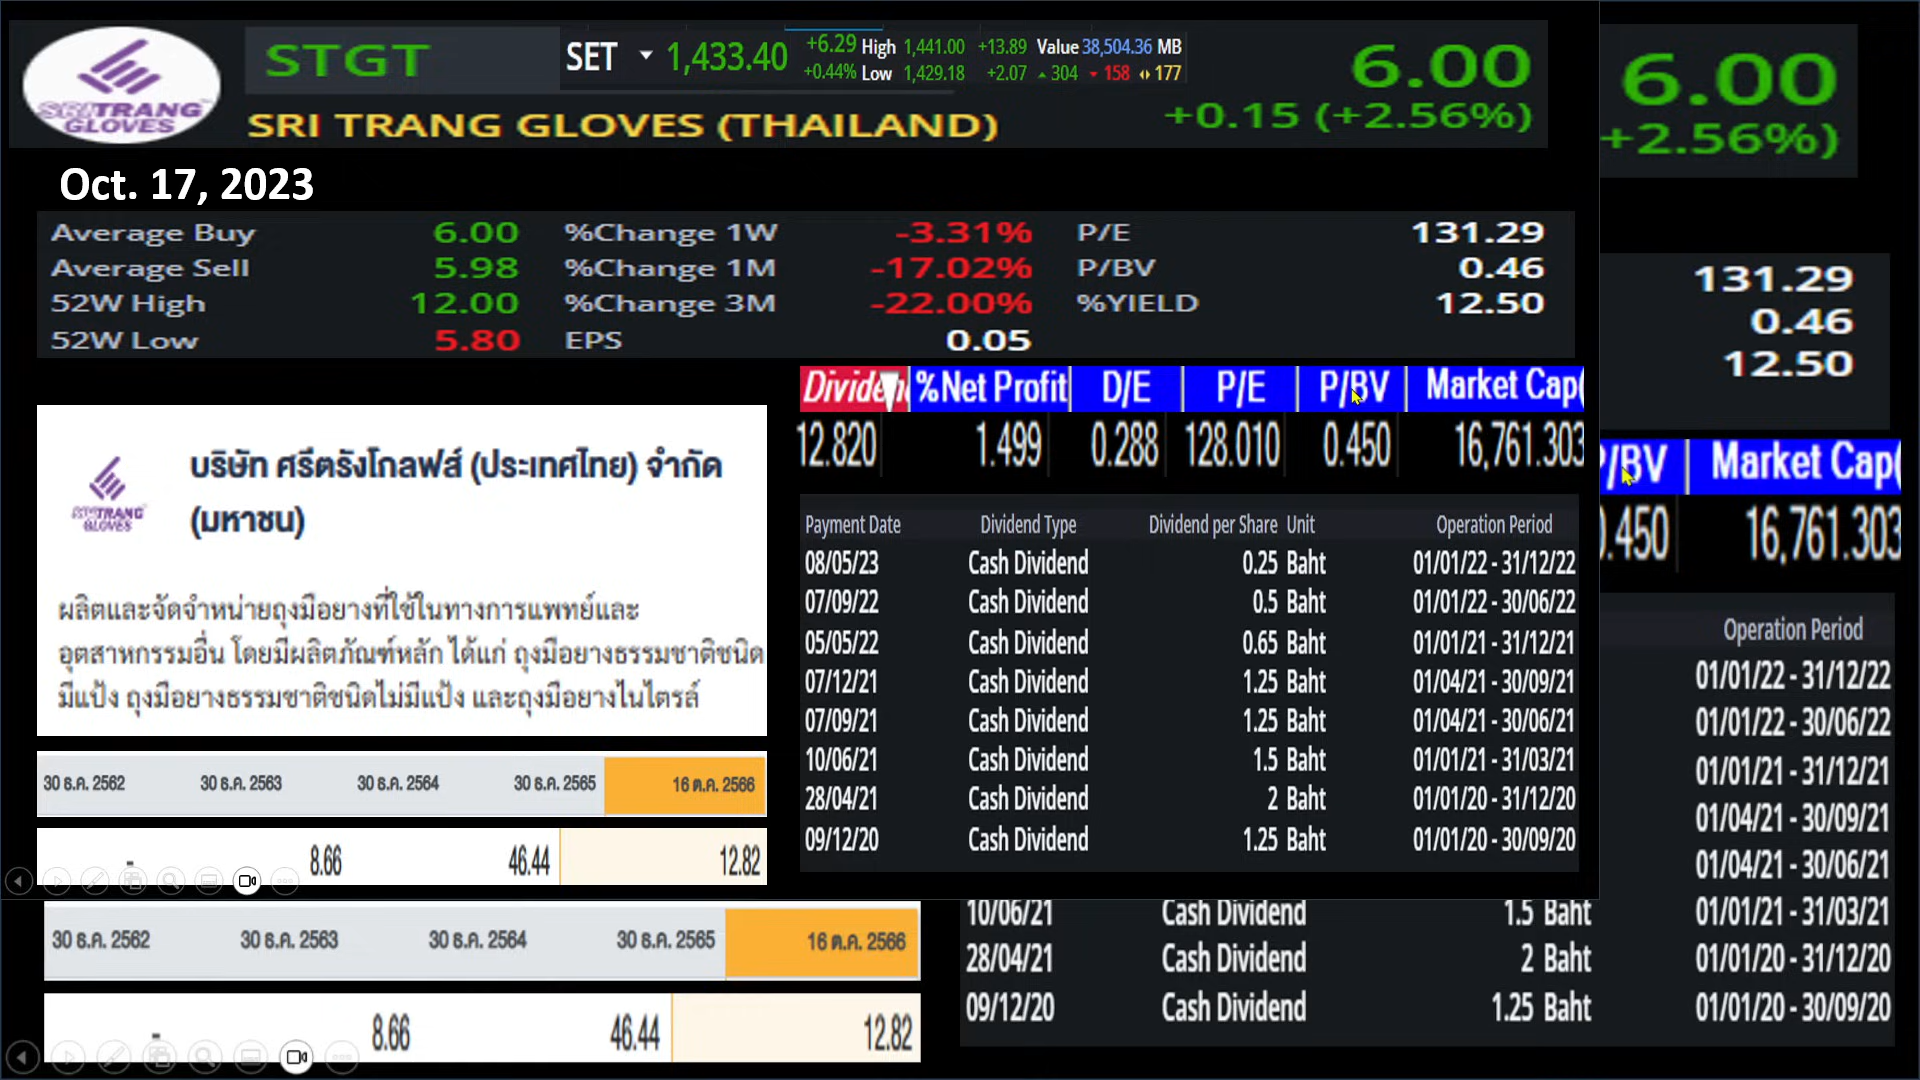 SRI TRANG
GLOVES
STGT
SET 1,433.40 +6.29 High 1,441.00 +13.89 Value 38,504.36 MB
+0.44% Low 1,429.18 +2.07 304 158 177
6.00
+0.15 (+2.56%)
SRI TRANG GLOVES (THAILAND)
6.00
+2.56%)
Oct. 17, 2023
Average Buy 6.00 %Change 1W -3.31% P/E 131.29
Average Sell 5.98 %Change 1M -17.02% P/BV 0.46
52W High 12.00 %Change 3M -22.00% %YIELD 12.50
52W Low 5.80 EPS 0.05
131.29
0.46
12.50
%Net Profit D/E P/E P/BV Market Cap(
12.820 1.499 0.288 128.010 0.450 16,761.303
P/BV Market Cap(
0.450 16,761.303
SRI TRANG
GLOVES
บริษัท ศรีตรังโกลฟส์ (ประเทศไทย) จำกัด
(มหาชน)
ผลิตและจัดจำหน่ายถุงมือยางที่ใช้ในทางการแพทย์และ
อุตสาหกรรมอื่น โดยมีผลิตภัณฑ์หลัก ได้แก่ ถุงมือยางธรรมชาติชนิด
มีแป้ง ถุงมือยางธรรมชาติชนิดไม่มีแป้ง และถุงมือยางไนไตรล์
Payment Date Dividend Type Dividend per Share Unit Operation Period
08/05/23 Cash Dividend 0.25 Baht 01/01/22 - 31/12/22
07/09/22 Cash Dividend 0.5 Baht 01/01/22 - 30/06/22
05/05/22 Cash Dividend 0.65 Baht 01/01/21 - 31/12/21
07/12/21 Cash Dividend 1.25 Baht 01/04/21 - 30/09/21
07/09/21 Cash Dividend 1.25 Baht 01/04/21 - 30/06/21
10/06/21 Cash Dividend 1.5 Baht 01/01/21 - 31/03/21
28/04/21 Cash Dividend 2 Baht 01/01/20 - 31/12/20
09/12/20 Cash Dividend 1.25 Baht 01/01/20 - 30/09/20
Operation Period
01/01/22 - 31/12/22
01/01/22 - 30/06/22
01/01/21 - 31/12/21
01/04/21 - 30/09/21
01/04/21 - 30/06/21
30 ธ.ค. 2562 30 ธ.ค. 2563 30 ธ.ค. 2564 30 ธ.ค. 2565 16 ต.ค. 2566
- 8.66 46.44 12.82
10/06/21 Cash Dividend 1.5 Baht 01/01/21 - 31/03/21
28/04/21 Cash Dividend 2 Baht 01/01/20 - 31/12/20
09/12/20 Cash Dividend 1.25 Baht 01/01/20 - 30/09/20
30 ธ.ค. 2562 30 ธ.ค. 2563 30 ธ.ค. 2564 30 ธ.ค. 2565 16 ต.ค. 2566
- 8.66 46.44 12.82